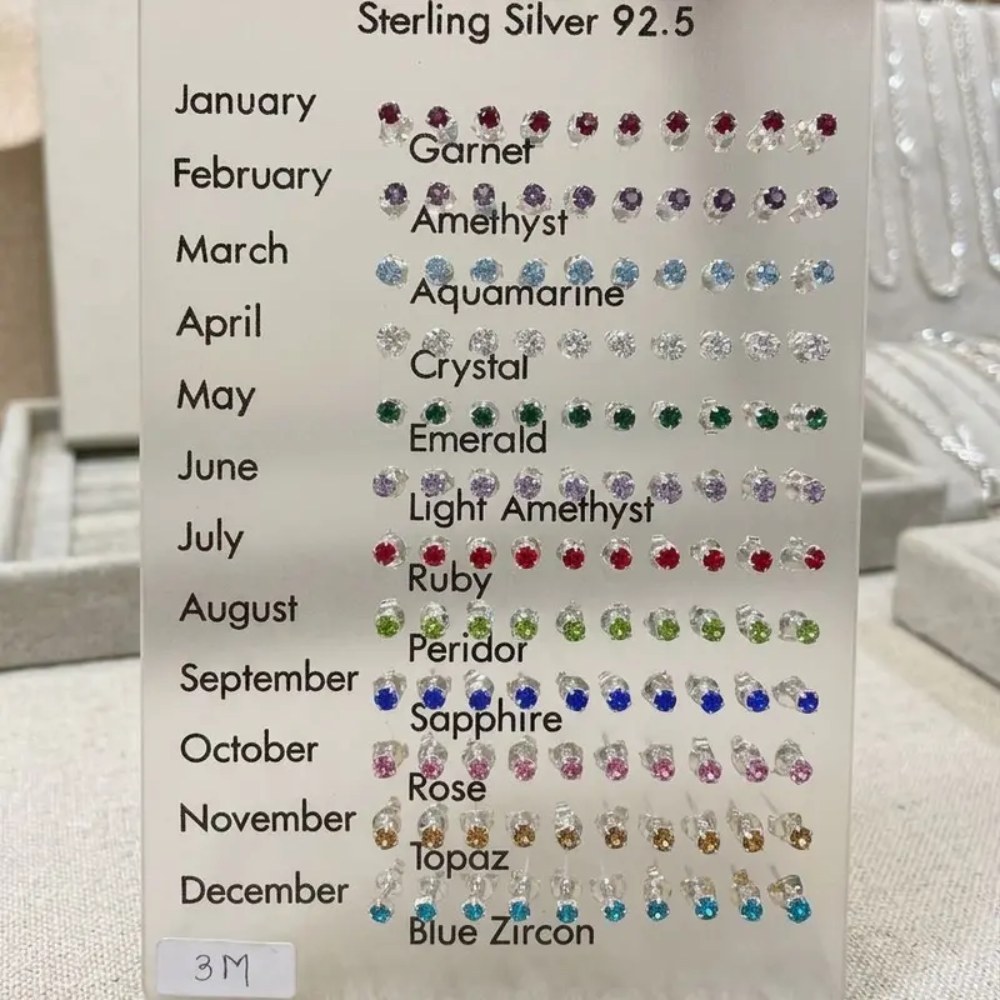 Sterling Silver 92.5
January
Garnet
February
Amethyst
March
Aquamarine
April
Crystal
May
Emerald
June
Light Amethyst
July
Ruby
August
Peridor
September
Sapphire
October
Rose
November
Topaz
December
Blue Zircon
3M